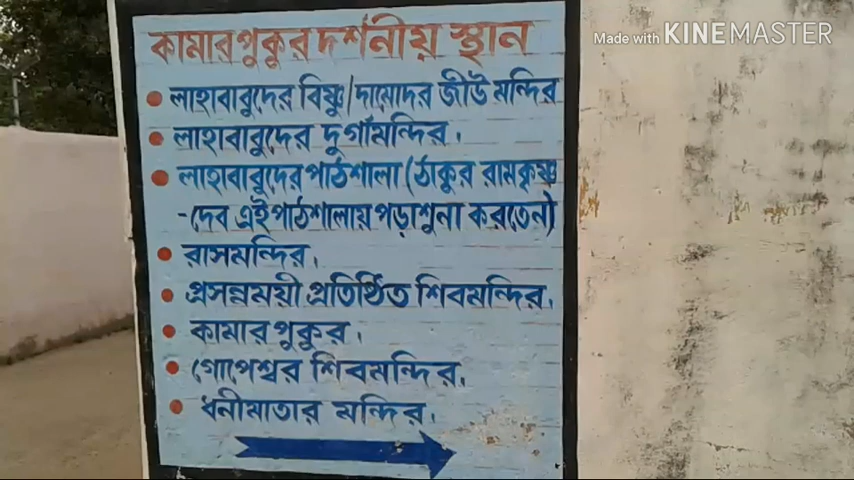 কামারপুকুর দর্শনীয় স্থান
Made with KINEMASTER
লাহাবাবুদের বিষ্ণু/দামোদর জীউ মন্দির
লাহাবাবুদের দুর্গামন্দির.
লাহাবাবুদের পাঠশালা (ঠাকুর রামকৃষ্ণ
-দেব এই পাঠশালায় পড়াশুনা করতেন)
রাসমন্দির.
প্রসন্নময়ী প্রতিষ্ঠিত শিবমন্দির.
কামারপুকুর.
গোপেশ্বর শিবমন্দির.
ধনীমাতার মন্দির.